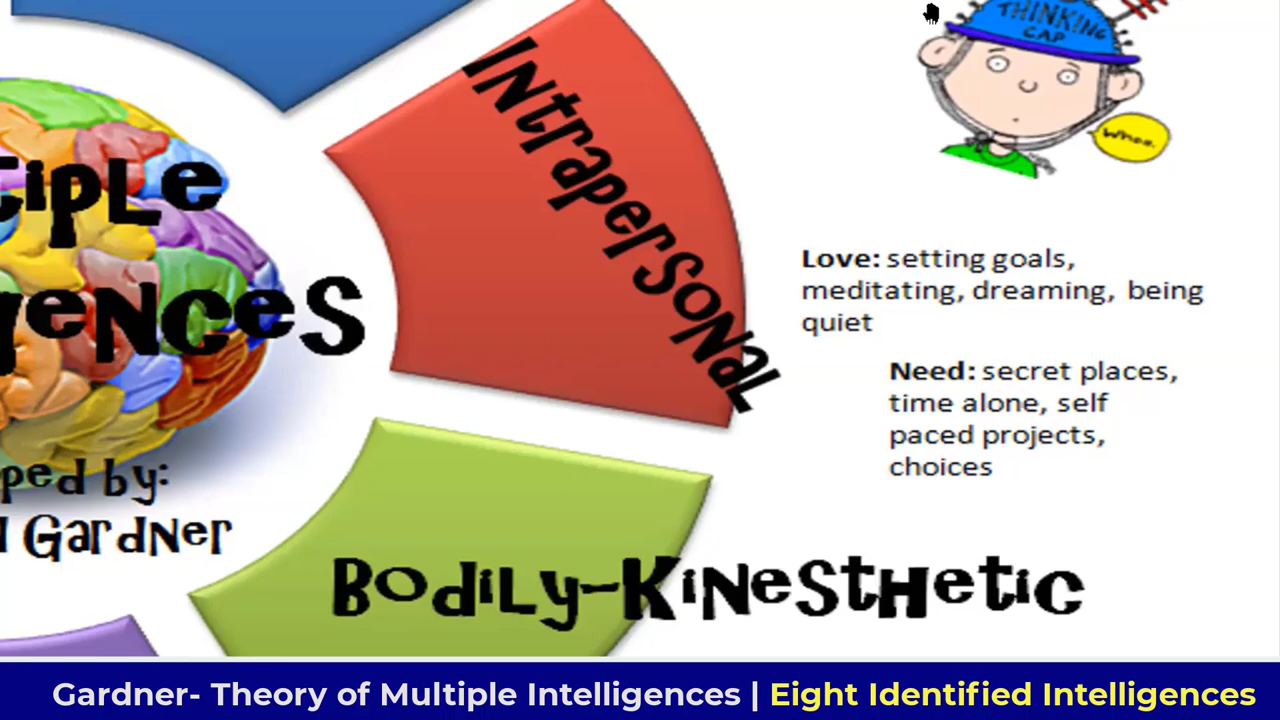 THINKING
CAP
Whoa.
Intrapersonal
Love: setting goals,
meditating, dreaming, being
quiet
Need: secret places,
time alone, self
paced projects,
choices
tiple
gences
ped by:
Gardner
Bodily-Kinesthetic
Gardner- Theory of Multiple Intelligences | Eight Identified Intelligences